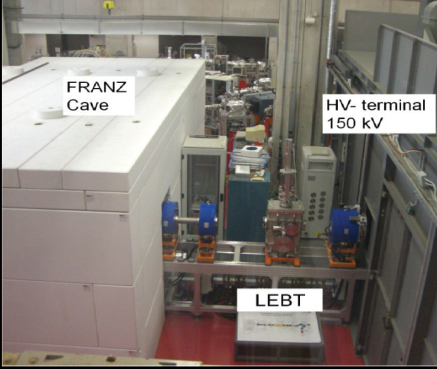 FRANZ
Cave
HV- terminal
150 kV
LEBT